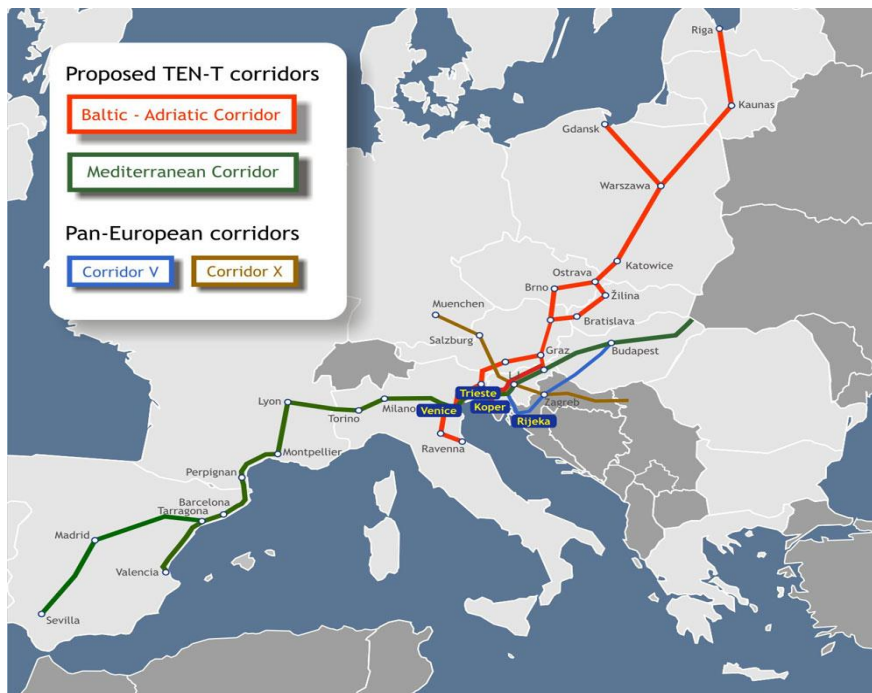 Proposed TEN-T corridors
Baltic - Adriatic Corridor
Mediterranean Corridor
Pan-European corridors
Corridor V
Corridor X
Riga
Kaunas
Gdansk
Warszawa
Katowice
Ostrava
Brno
Žilina
Bratislava
Muenchen
Salzburg
Graz
Budapest
Trieste
Koper
Zagreb
Venice
Rijeka
Lyon
Torino
Milano
Ravenna
Montpellier
Perpignan
Barcelona
Tarragona
Madrid
Valencia
Sevilla